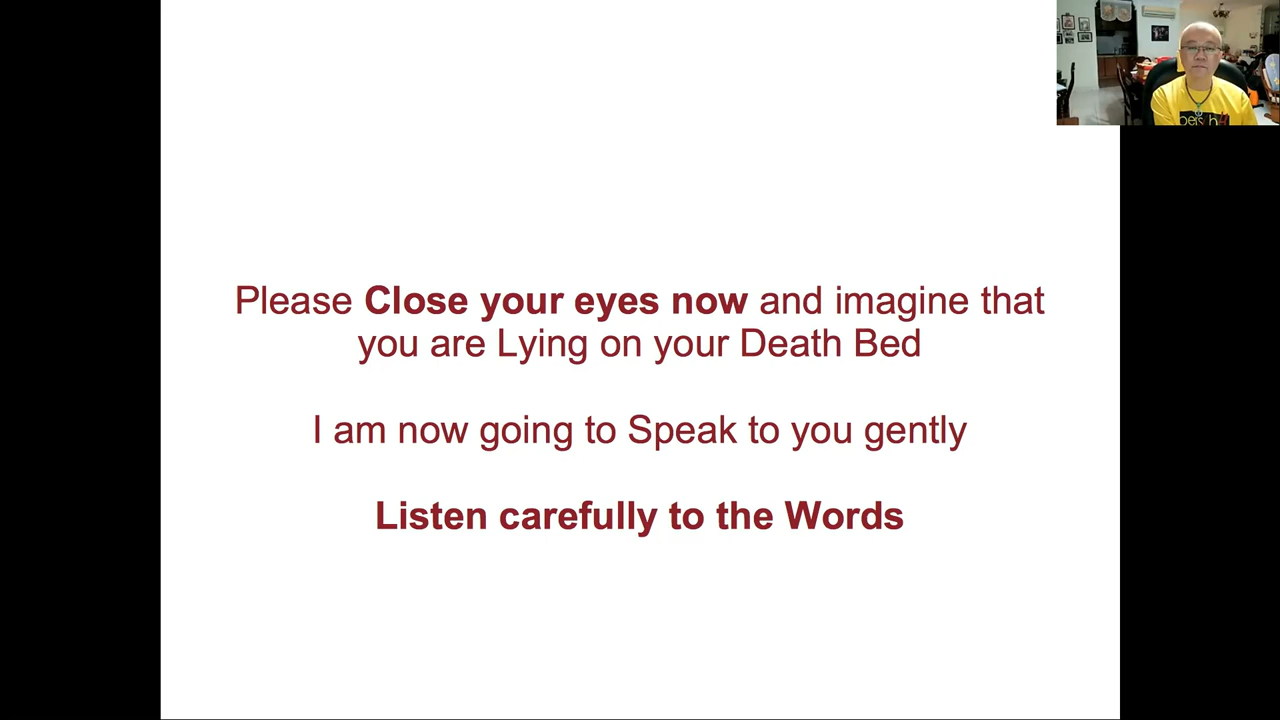 Please Close your eyes now and imagine that
you are Lying on your Death Bed
I am now going to Speak to you gently
Listen carefully to the Words